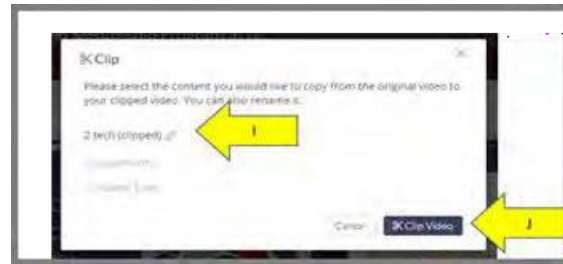 Clip
Please select the content you would like to copy from the original video to
your clipped video. You can also rename it.
2 tech (clipped)
I
Cancel
Clip Video
J